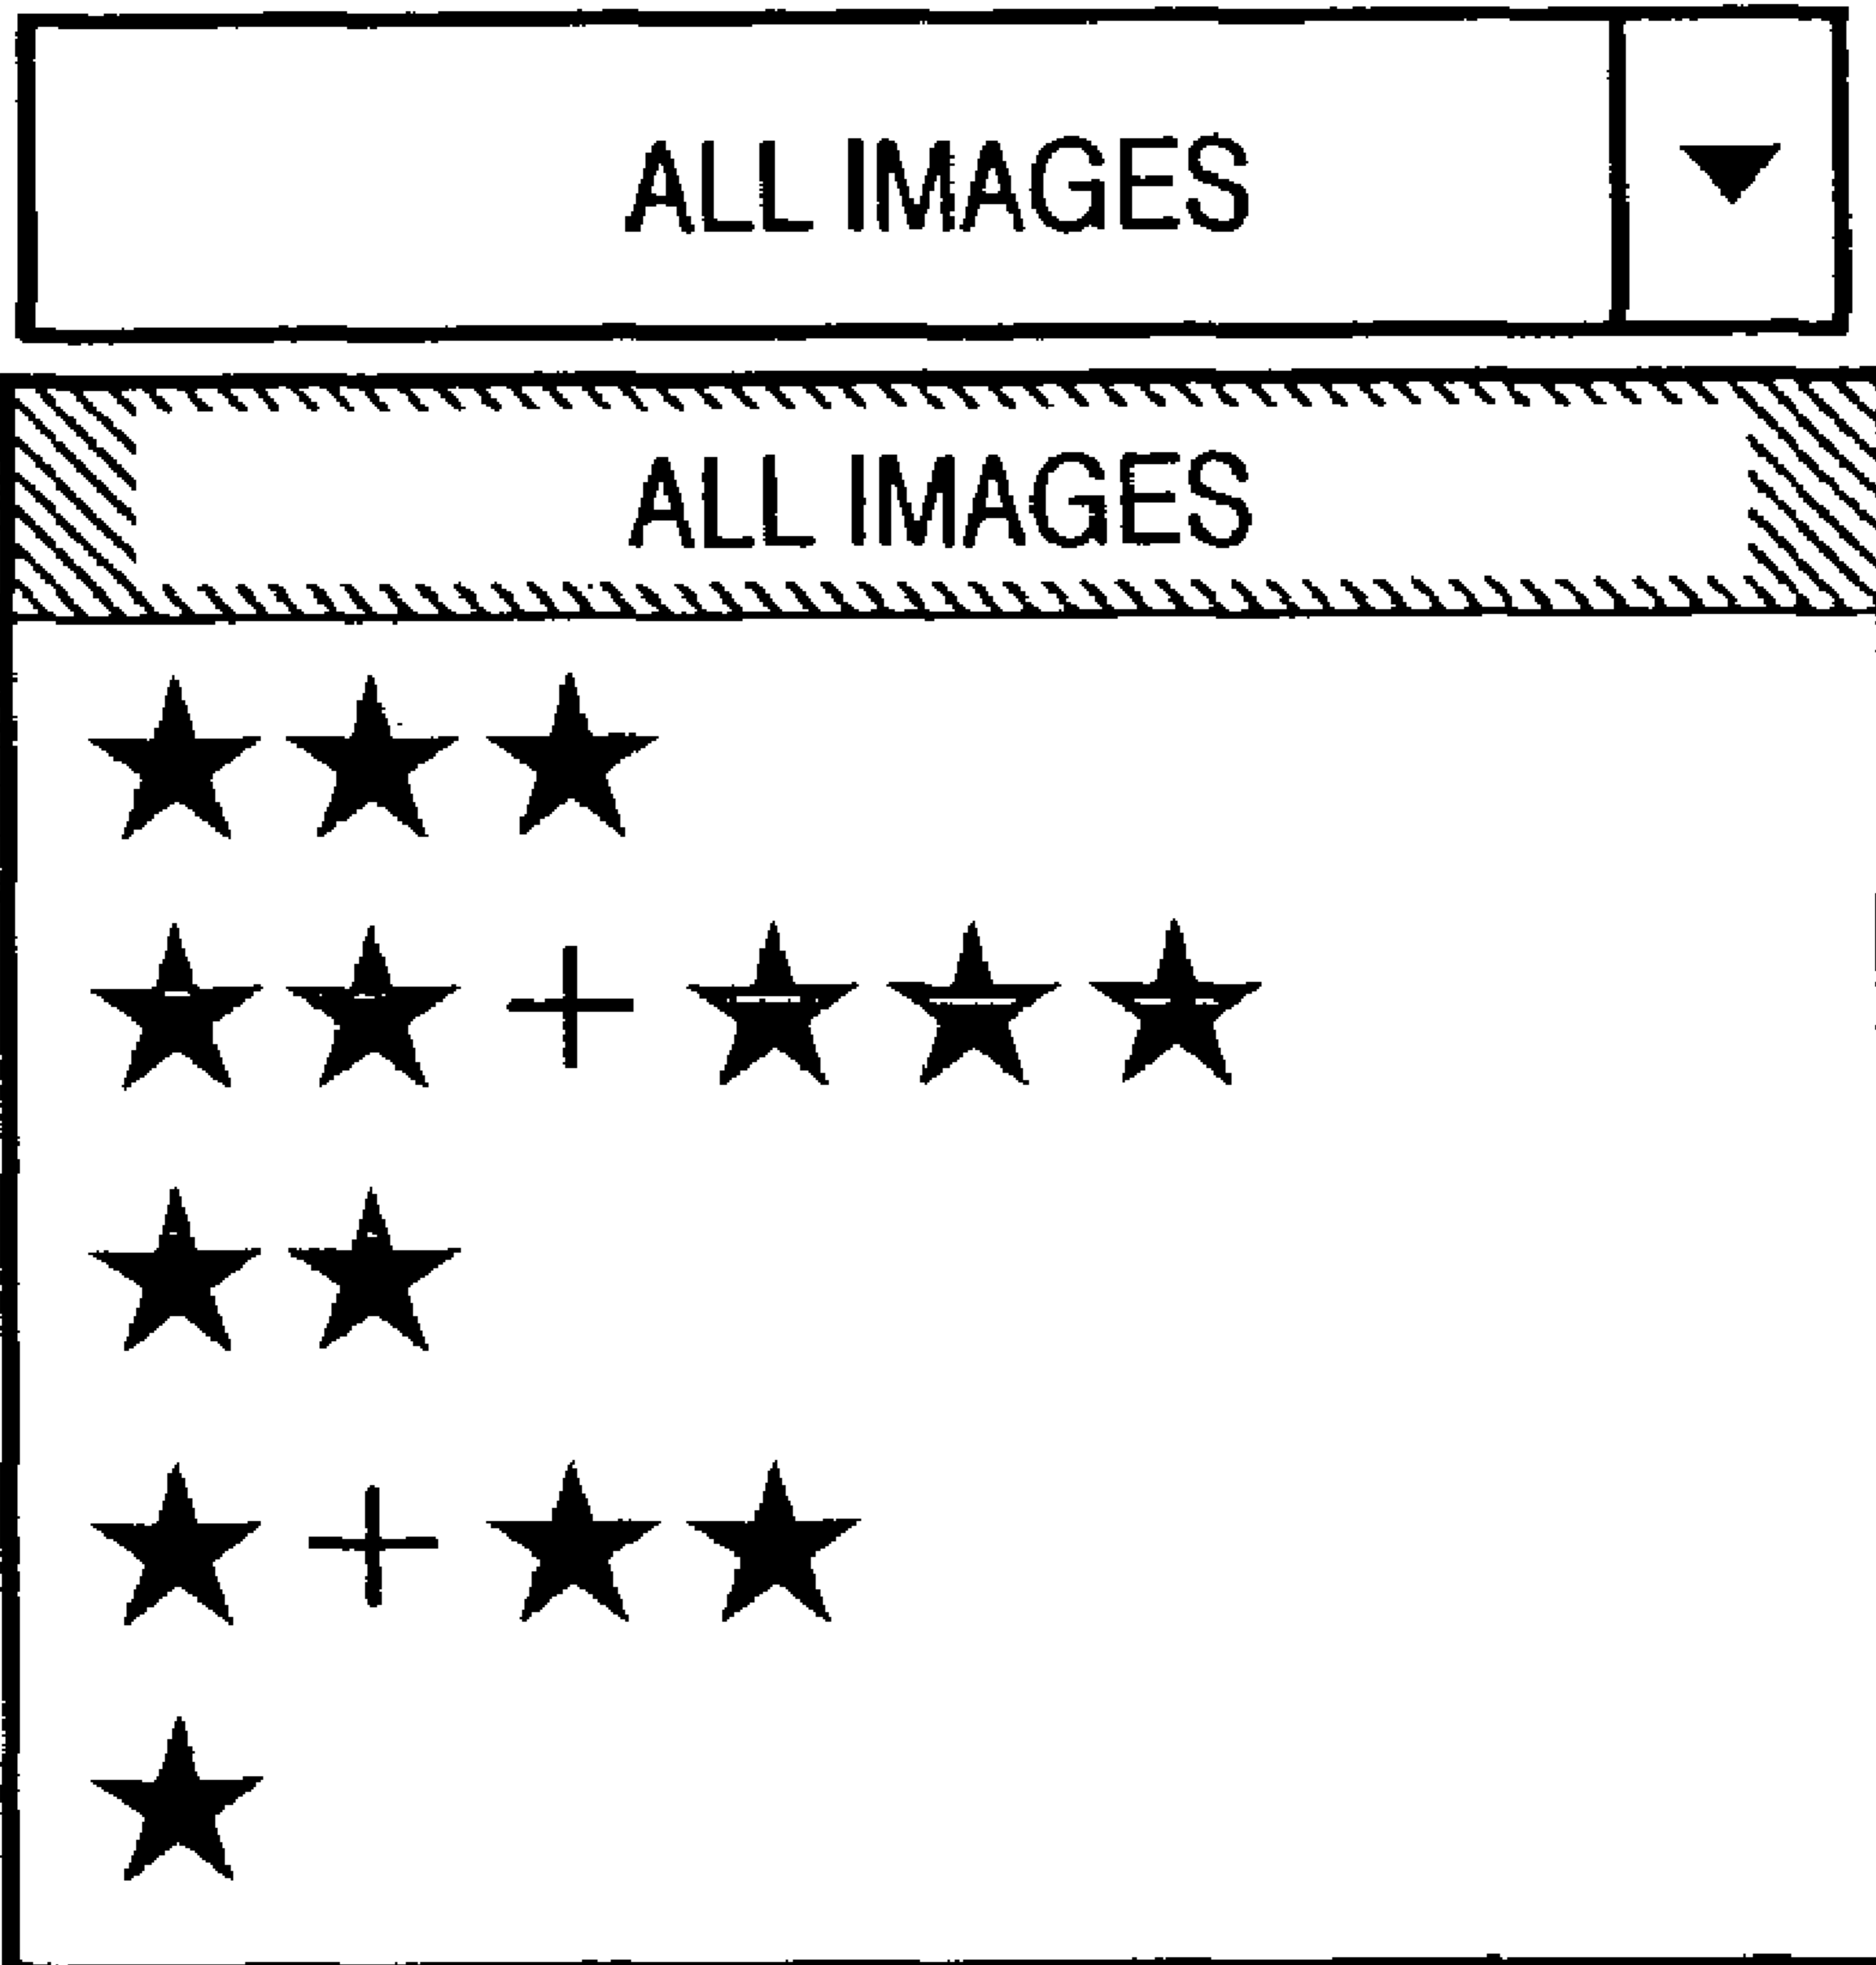 ALL IMAGES
ALL IMAGES
★ ★ ★
★ ★ + ★ ★ ★
★ ★
★ + ★ ★
★